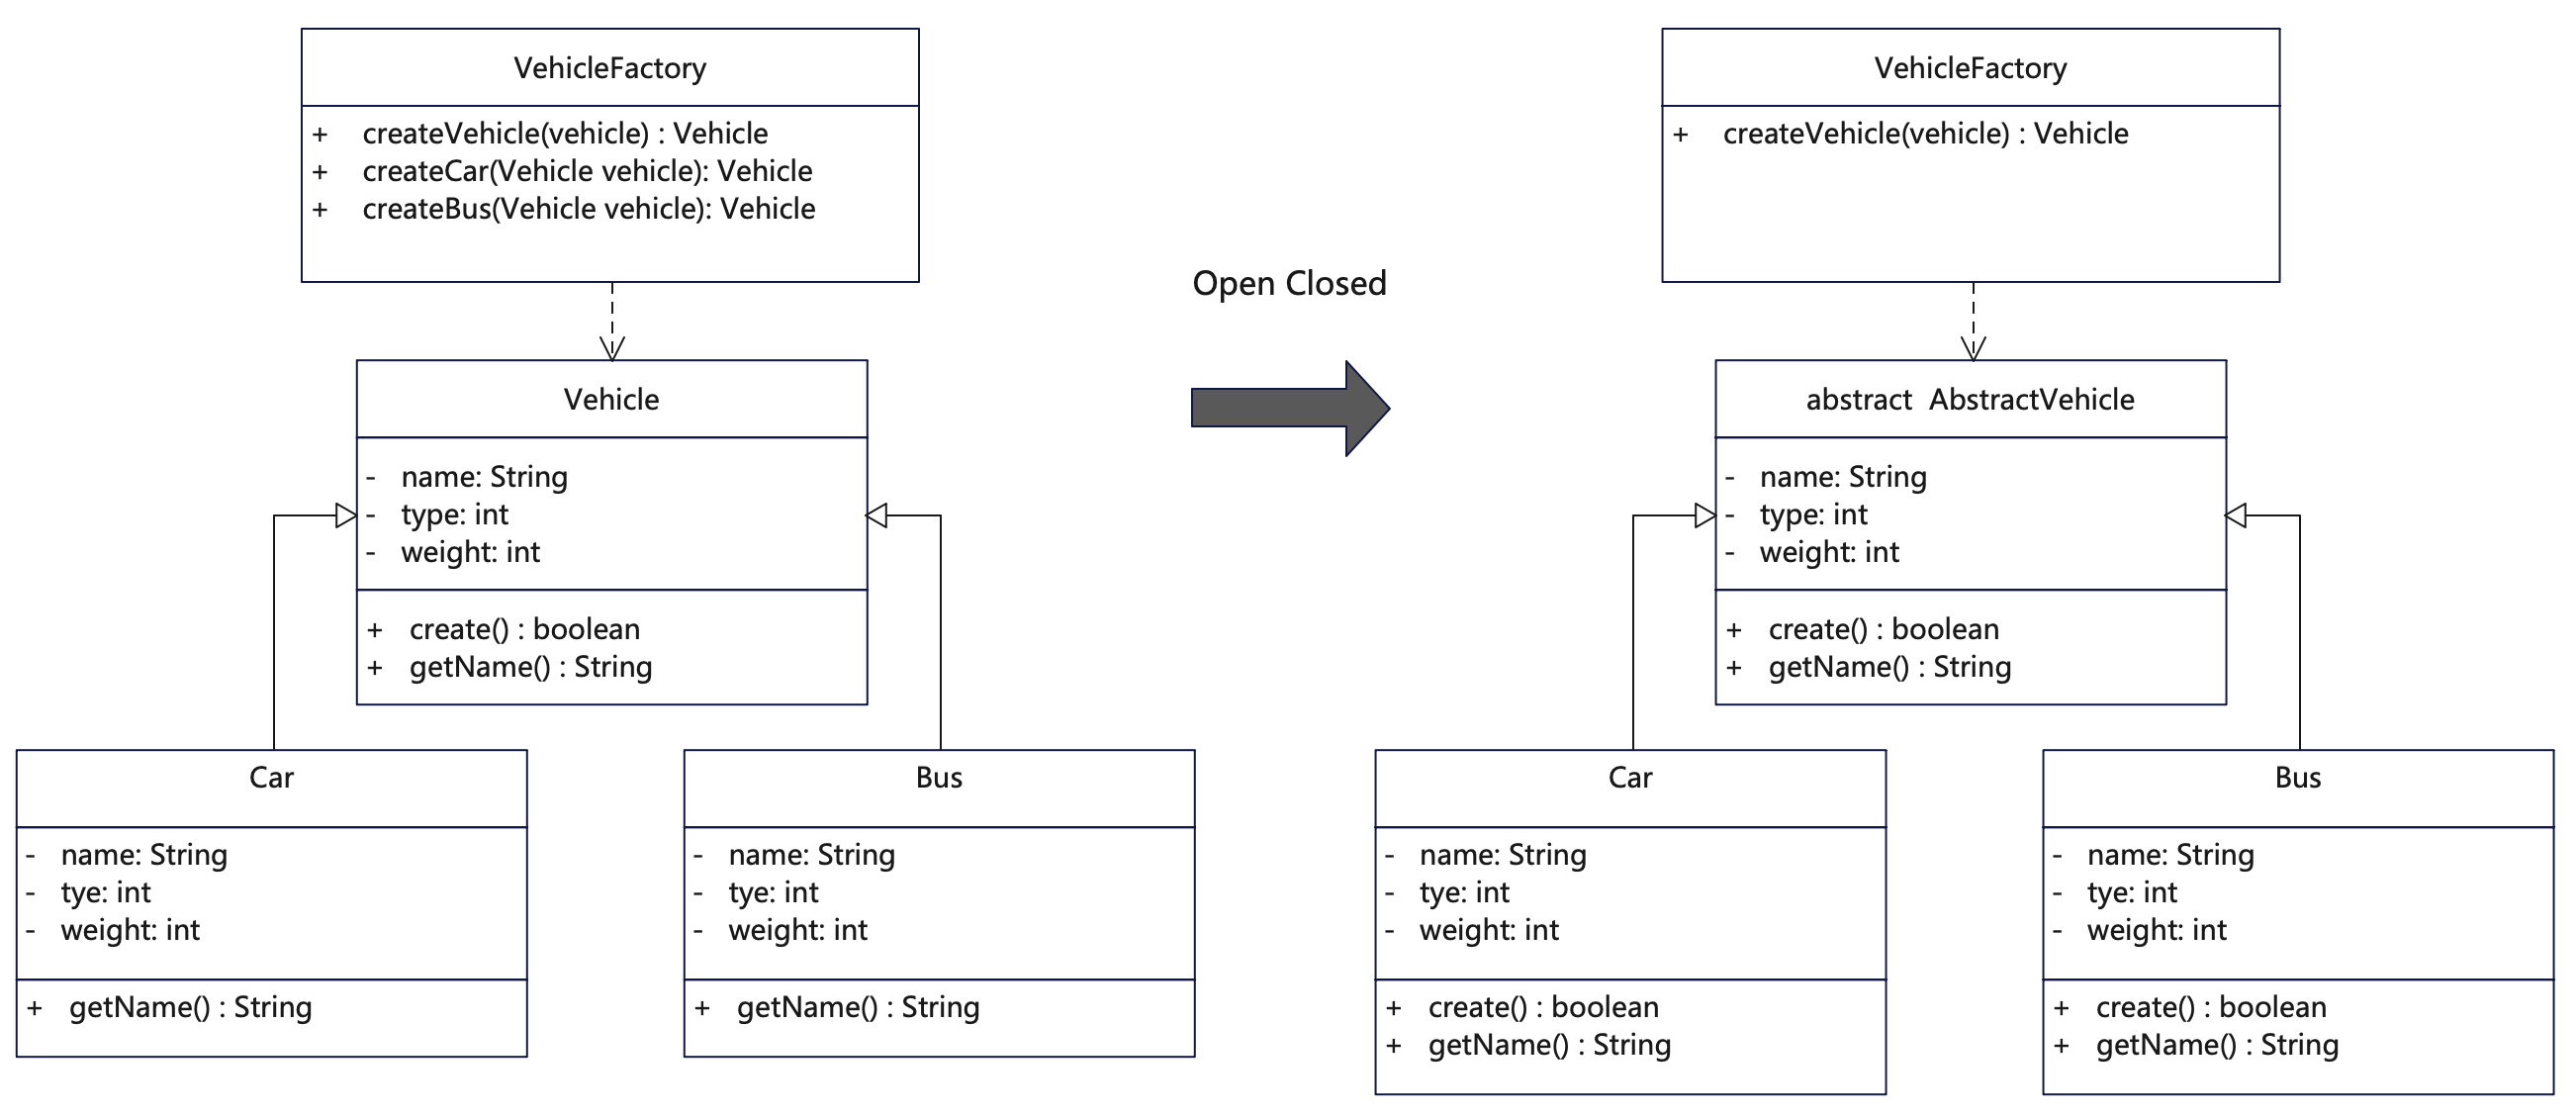 VehicleFactory
+ createVehicle(vehicle) : Vehicle
+ createCar(Vehicle vehicle): Vehicle
+ createBus(Vehicle vehicle): Vehicle
Vehicle
- name: String
- type: int
- weight: int
+ create() : boolean
+ getName() : String
Car
- name: String
- tye: int
- weight: int
+ getName() : String
Bus
- name: String
- tye: int
- weight: int
+ getName() : String
Open Closed
VehicleFactory
+ createVehicle(vehicle) : Vehicle
abstract AbstractVehicle
- name: String
- type: int
- weight: int
+ create() : boolean
+ getName() : String
Car
- name: String
- tye: int
- weight: int
+ create() : boolean
+ getName() : String
Bus
- name: String
- tye: int
- weight: int
+ create() : boolean
+ getName() : String